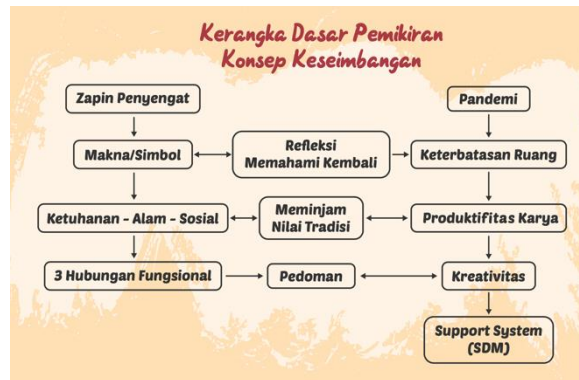 Kerangka Dasar Pemikiran
Konsep Keseimbangan
Zapin Penyengat
Pandemi
Makna/Simbol
Refleksi
Memahami Kembali
Keterbatasan Ruang
Ketuhanan - Alam - Sosial
Meminjam
Nilai Tradisi
Produktifitas Karya
3 Hubungan Fungsional
Pedoman
Kreativitas
Support System
(SDM)